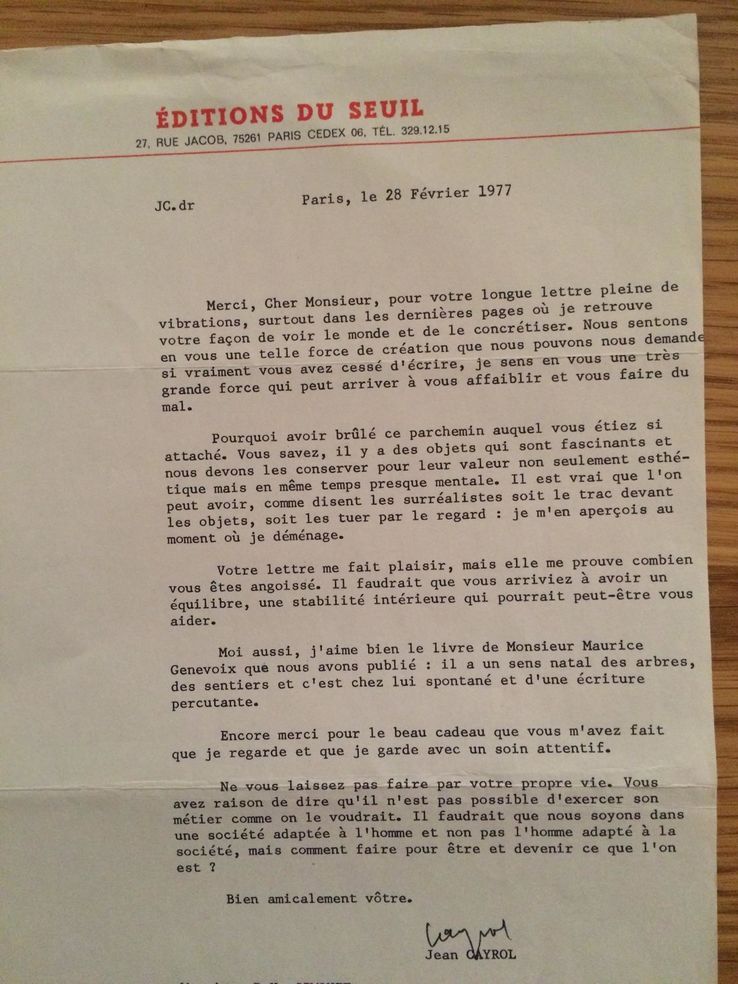 ÉDITIONS DU SEUIL
27, RUE JACOB, 75261 PARIS CEDEX 06, TÉL. 329.12.15
JC.dr
Paris, le 28 Février 1977
Merci, Cher Monsieur, pour votre longue lettre pleine de
vibrations, surtout dans les dernières pages où je retrouve
votre façon de voir le monde et de le concrétiser. Nous sentons
en vous une telle force de création que nous pouvons nous demande
si vraiment vous avez cessé d'écrire, je sens en vous une très
grande force qui peut arriver à vous affaiblir et vous faire du
mal.
Pourquoi avoir brûlé ce parchemin auquel vous étiez si
attaché. Vous savez, il y a des objets qui sont fascinants et
nous devons les conserver pour leur valeur non seulement esthé-
tique mais en même temps presque mentale. Il est vrai que l'on
peut avoir, comme disent les surréalistes soit le trac devant
les objets, soit les tuer par le regard : je m'en aperçois au
moment où je déménage.
Votre lettre me fait plaisir, mais elle me prouve combien
vous êtes angoissé. Il faudrait que vous arriviez à avoir un
équilibre, une stabilité intérieure qui pourrait peut-être vous
aider.
Moi aussi, j'aime bien le livre de Monsieur Maurice
Genevoix que nous avons publié : il a un sens natal des arbres,
des sentiers et c'est chez lui spontané et d'une écriture
percutante.
Encore merci pour le beau cadeau que vous m'avez fait
que je regarde et que je garde avec un soin attentif.
Ne vous laissez pas faire par votre propre vie. Vous
avez raison de dire qu'il n'est pas possible d'exercer son
métier comme on le voudrait. Il faudrait que nous soyons dans
une société adaptée à l'homme et non pas l'homme adapté à la
société, mais comment faire pour être et devenir ce que l'on
est ?
Bien amicalement vôtre.
Cayrol
Jean CAYROL